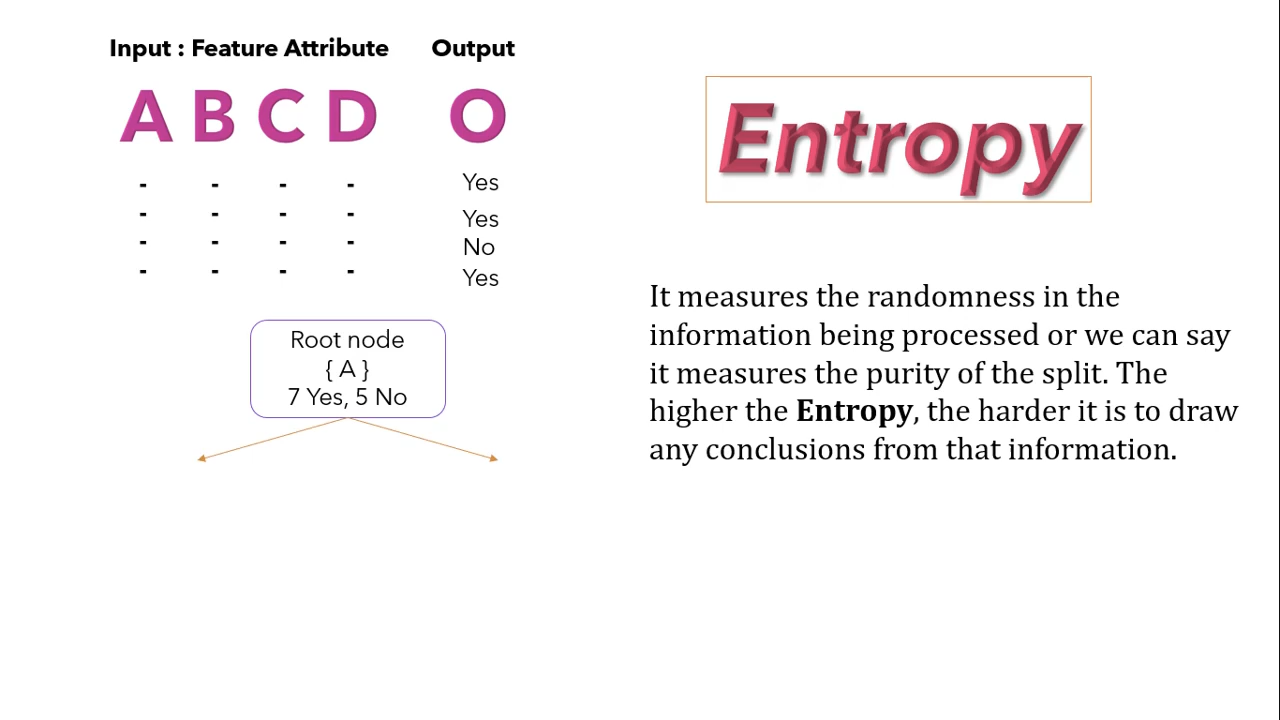 Input : Feature Attribute Output
A B C D O
- - - - Yes
- - - - Yes
- - - - No
- - - - Yes
Root node
{ A }
7 Yes, 5 No
Entropy
It measures the randomness in the
information being processed or we can say
it measures the purity of the split. The
higher the Entropy, the harder it is to draw
any conclusions from that information.